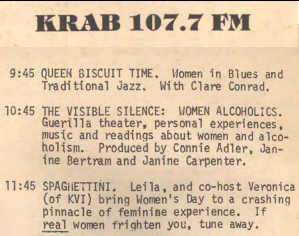 KRAB 107.7 FM
9:45 QUEEN BISCUIT TIME. Women in Blues and
Traditional Jazz. With Clare Conrad.
10:45 THE VISIBLE SILENCE: WOMEN ALCOHOLICS.
Guerilla theater, personal experiences,
music and readings about women and alco-
holism. Produced by Connie Adler, Jan-
ine Bertram and Janine Carpenter.
11:45 SPAGHETTINI. Leila, and co-host Veronica
(of KVI) bring Women's Day to a crashing
pinnacle of feminine experience. If
real women frighten you, tune away.